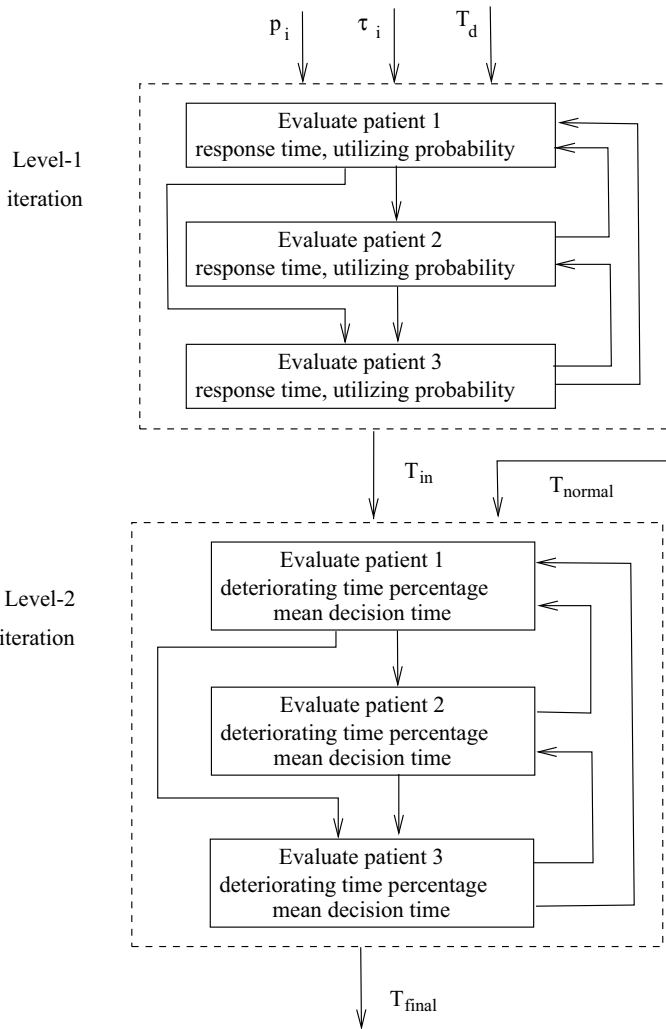 p i
τ i
T d
Level-1
iteration
Evaluate patient 1
response time, utilizing probability
Evaluate patient 2
response time, utilizing probability
Evaluate patient 3
response time, utilizing probability
T in
T normal
Level-2
iteration
Evaluate patient 1
deteriorating time percentage
mean decision time
Evaluate patient 2
deteriorating time percentage
mean decision time
Evaluate patient 3
deteriorating time percentage
mean decision time
T final